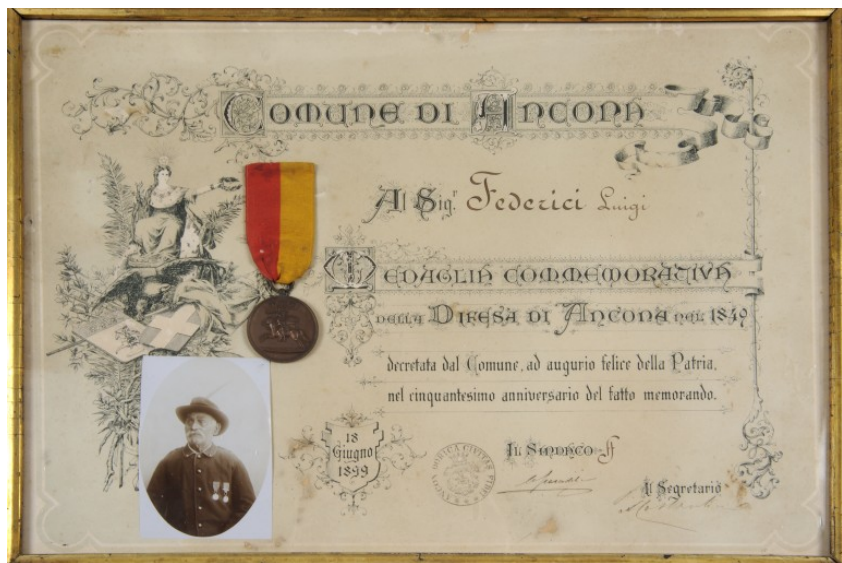 Comune di Ancona
Al Sigr Federici Luigi
Medaglia commemorativa
della Difesa di Ancona nel 1849
decretata dal Comune, ad augurio felice della Patria,
nel cinquantesimo anniversario del fatto memorando.
18
Giugno
1899
Il Sindaco ff
Il Segretario